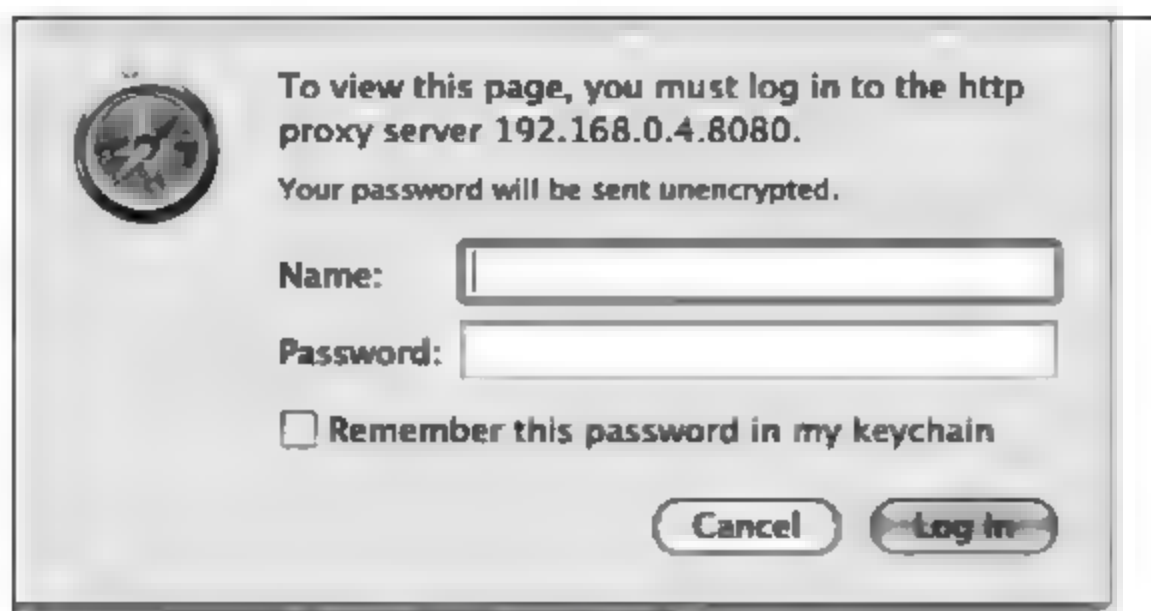 To view this page, you must log in to the http
proxy server 192.168.0.4.8080.
Your password will be sent unencrypted.
Name:
Password:
Remember this password in my keychain
Cancel Log In